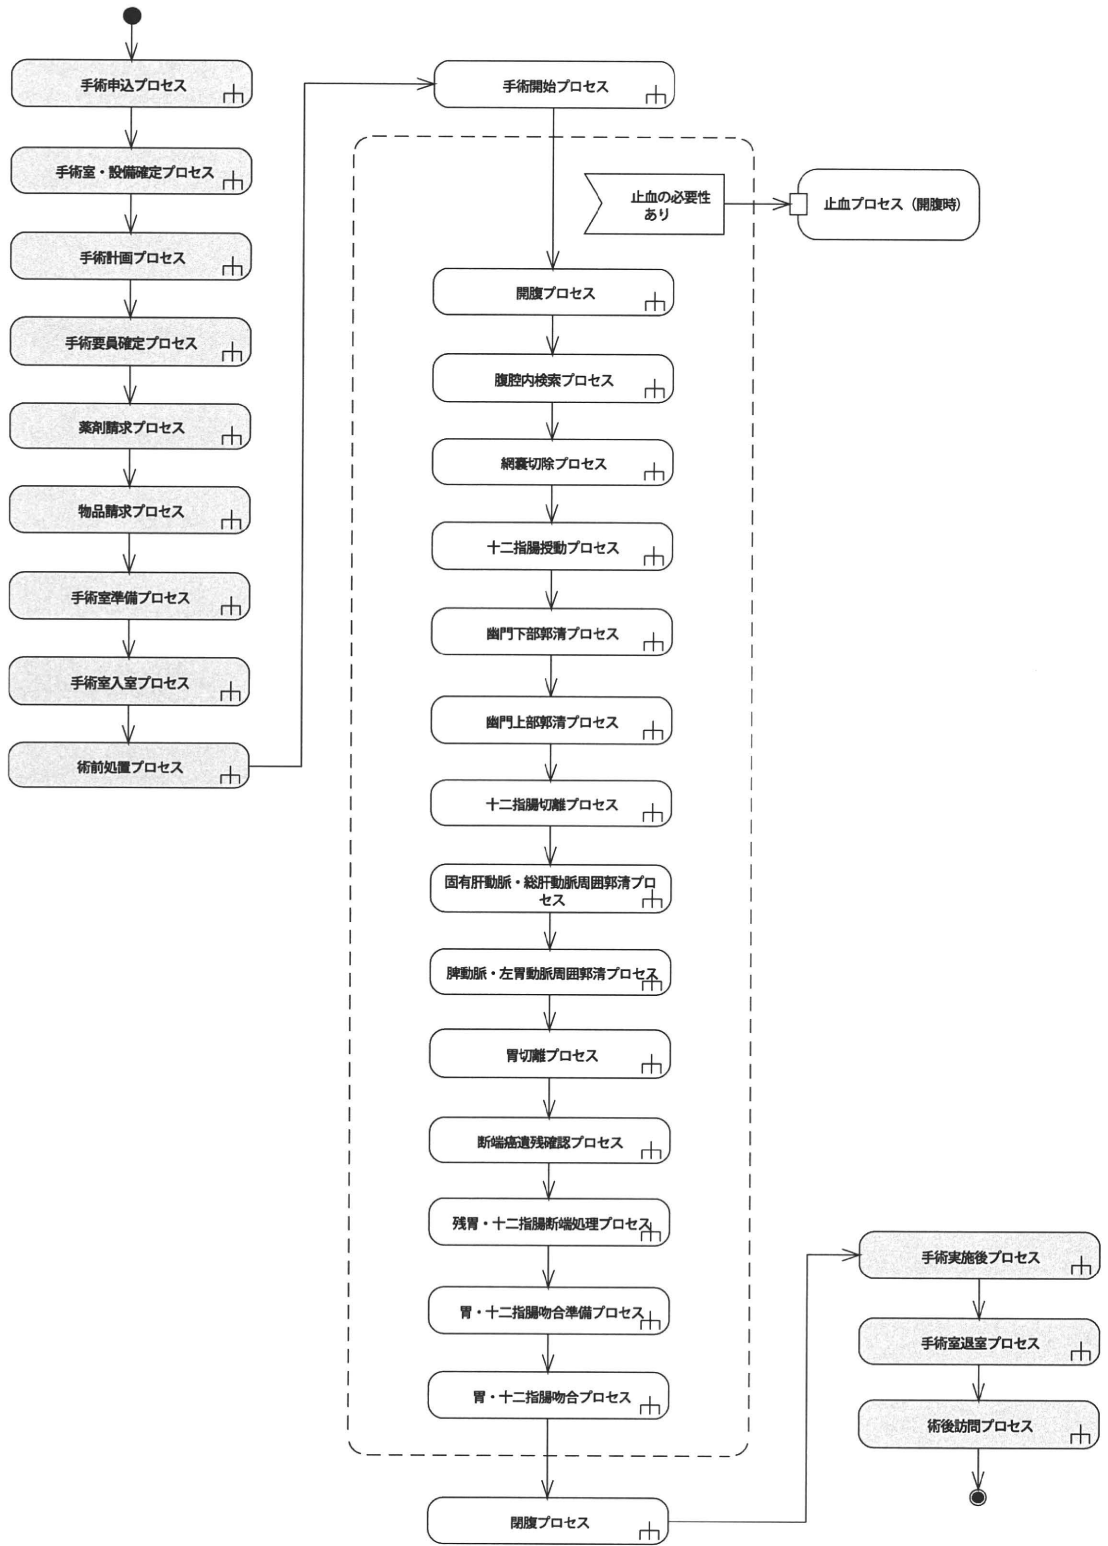 手術申込プロセス
手術室・設備確定プロセス
手術計画プロセス
手術要員確定プロセス
薬剤請求プロセス
物品請求プロセス
手術室準備プロセス
手術室入室プロセス
術前処置プロセス
手術開始プロセス
止血の必要性
あり
止血プロセス（開腹時）
開腹プロセス
腹腔内検索プロセス
網嚢切除プロセス
十二指腸授動プロセス
幽門下部郭清プロセス
幽門上部郭清プロセス
十二指腸切離プロセス
固有肝動脈・総肝動脈周囲郭清プロ
セス
脾動脈・左胃動脈周囲郭清プロセス
胃切離プロセス
断端癌遺残確認プロセス
残胃・十二指腸断端処理プロセス
胃・十二指腸吻合準備プロセス
胃・十二指腸吻合プロセス
閉腹プロセス
手術実施後プロセス
手術室退室プロセス
術後訪問プロセス